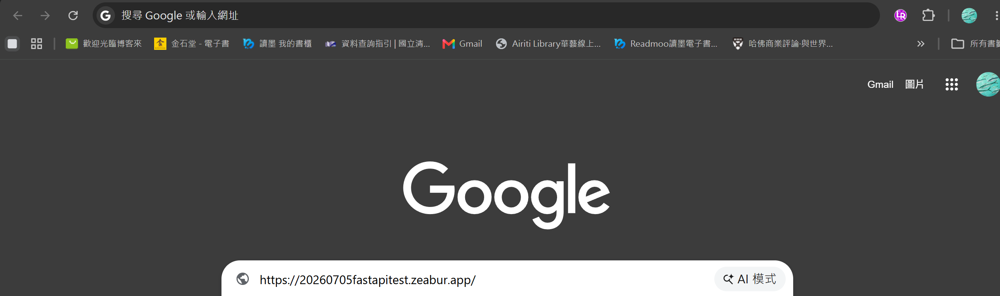 搜尋 Google 或輸入網址
歡迎光臨博客來 金石堂 - 電子書 讀墨 我的書櫃 資料查詢指引 | 國立清... Gmail Airiti Library華藝線上... Readmoo讀墨電子書... 哈佛商業評論·與世界... 所有書籤
Gmail 圖片
Google
https://20260705fastapitest.zeabur.app/ AI 模式